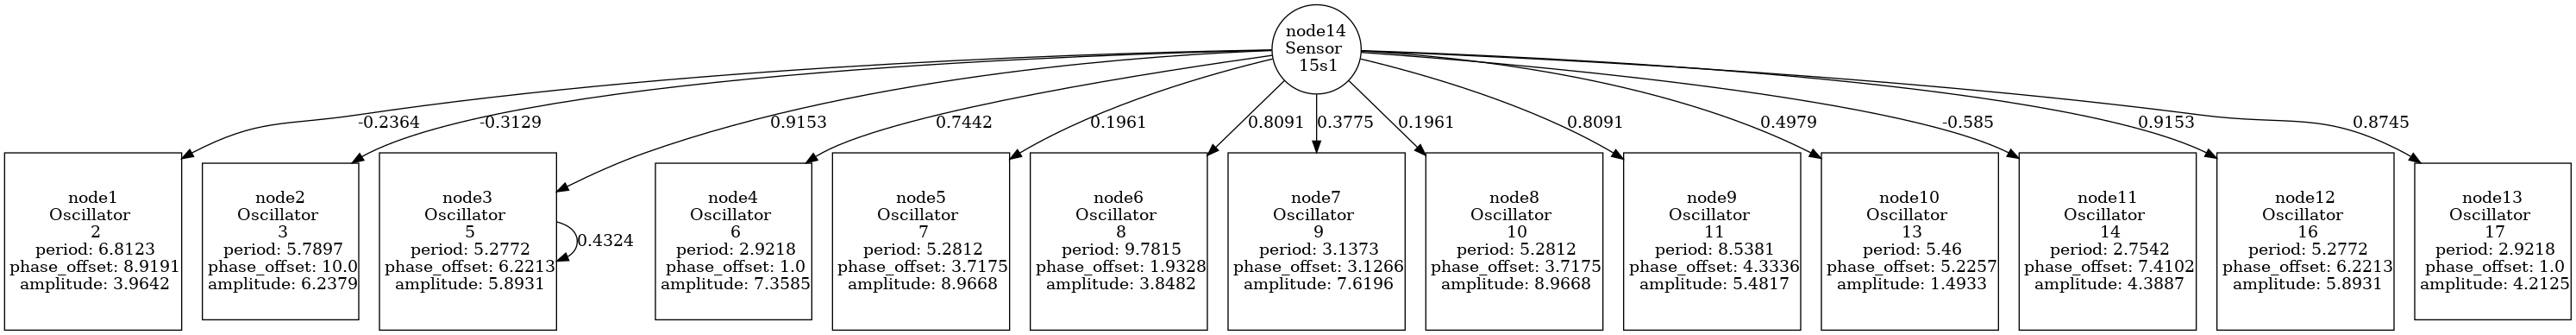 node14
Sensor
15s1
-0.2364
-0.3129
0.9153
0.7442
0.1961
0.8091
0.3775
0.1961
0.8091
0.4979
-0.585
0.9153
0.8745
node1
Oscillator
2
period: 6.8123
phase_offset: 8.9191
amplitude: 3.9642
node2
Oscillator
3
period: 5.7897
phase_offset: 10.0
amplitude: 6.2379
node3
Oscillator
5
period: 5.2772
phase_offset: 6.2213
amplitude: 5.8931
0.4324
node4
Oscillator
6
period: 2.9218
phase_offset: 1.0
amplitude: 7.3585
node5
Oscillator
7
period: 5.2812
phase_offset: 3.7175
amplitude: 8.9668
node6
Oscillator
8
period: 9.7815
phase_offset: 1.9328
amplitude: 3.8482
node7
Oscillator
9
period: 3.1373
phase_offset: 3.1266
amplitude: 7.6196
node8
Oscillator
10
period: 5.2812
phase_offset: 3.7175
amplitude: 8.9668
node9
Oscillator
11
period: 8.5381
phase_offset: 4.3336
amplitude: 5.4817
node10
Oscillator
13
period: 5.46
phase_offset: 5.2257
amplitude: 1.4933
node11
Oscillator
14
period: 2.7542
phase_offset: 7.4102
amplitude: 4.3887
node12
Oscillator
16
period: 5.2772
phase_offset: 6.2213
amplitude: 5.8931
node13
Oscillator
17
period: 2.9218
phase_offset: 1.0
amplitude: 4.2125